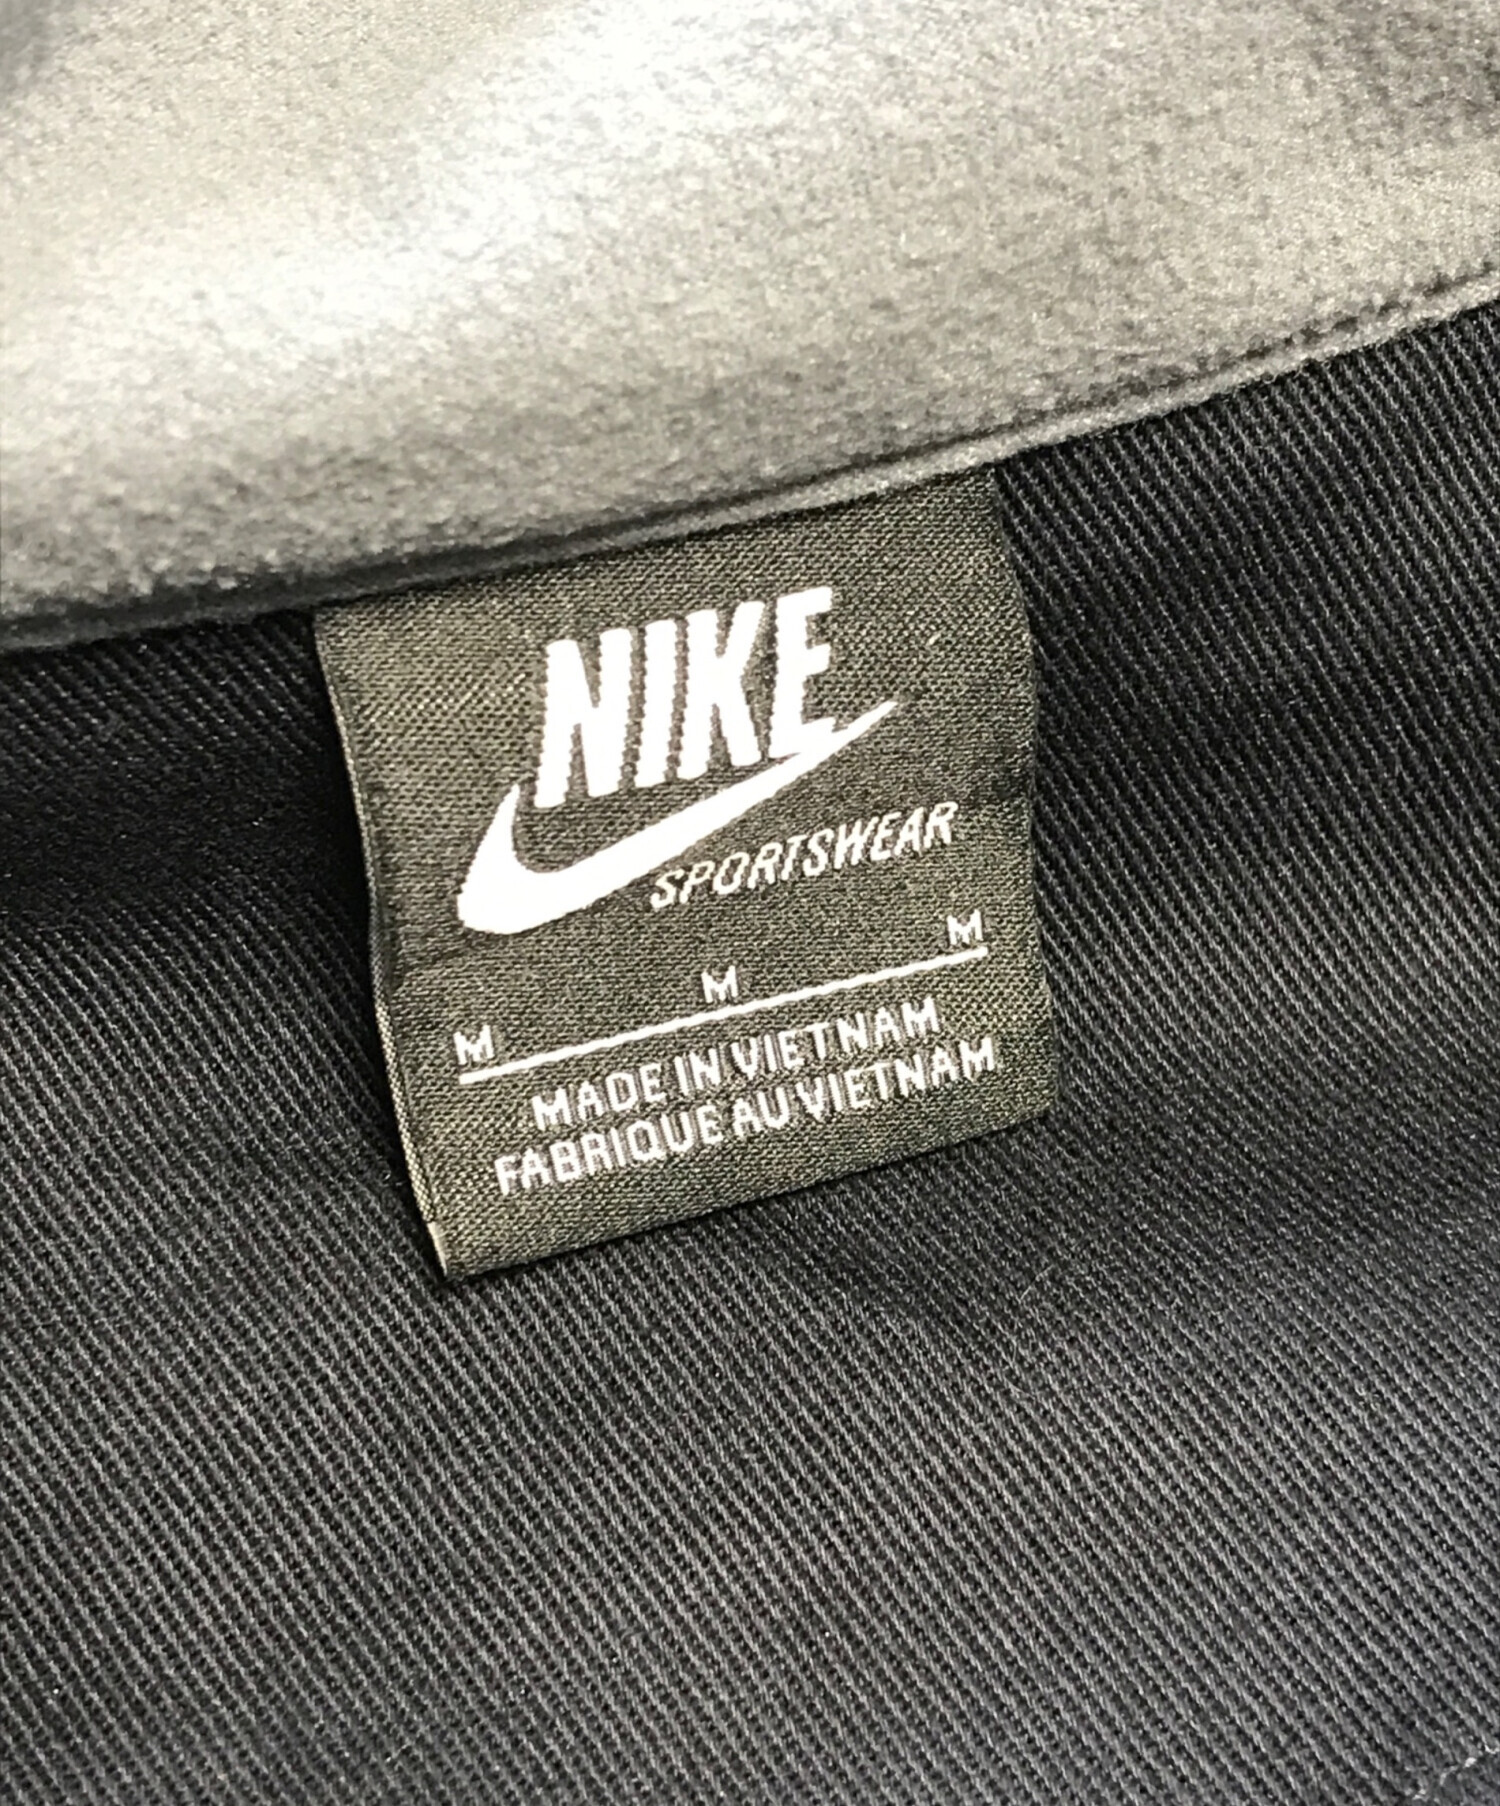 NIKE
SPORTSWEAR
M M M
MADE IN VIETNAM
FABRIQUE AU VIETNAM